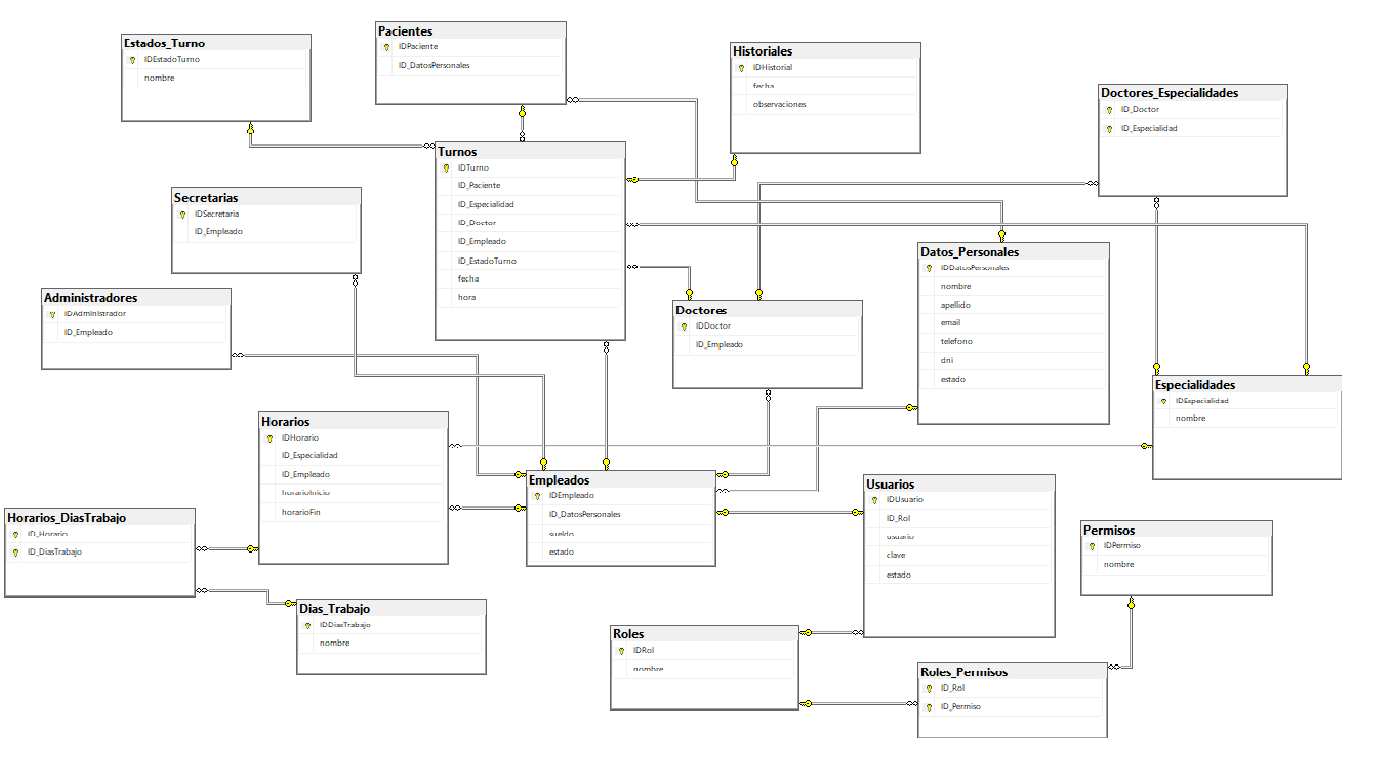 Estados_Turno
IDEstadoTurno
nombre
Pacientes
IDPaciente
ID_DatosPersonales
Historiales
IDHistorial
fecha
observaciones
Doctores_Especialidades
ID_Doctor
ID_Especialidad
Turnos
IDTurno
ID_Paciente
ID_Especialidad
ID_Doctor
ID_Empleado
ID_EstadoTurno
fecha
hora
Secretarias
IDSecretaria
ID_Empleado
Datos_Personales
IDDatosPersonales
nombre
apellido
email
telefono
dni
estado
Administradores
IDAdministrador
ID_Empleado
Doctores
IDDoctor
ID_Empleado
Especialidades
IDEspecialidad
nombre
Horarios
IDHorario
ID_Especialidad
ID_Empleado
horarioInicio
horarioFin
Empleados
IDEmpleado
ID_DatosPersonales
sueldo
estado
Usuarios
IDUsuario
ID_Rol
usuario
clave
estado
Horarios_DiasTrabajo
ID_Horario
ID_DiasTrabajo
Permisos
IDPermiso
nombre
Dias_Trabajo
IDDiasTrabajo
nombre
Roles
IDRol
nombre
Roles_Permisos
ID_Roll
ID_Permiso